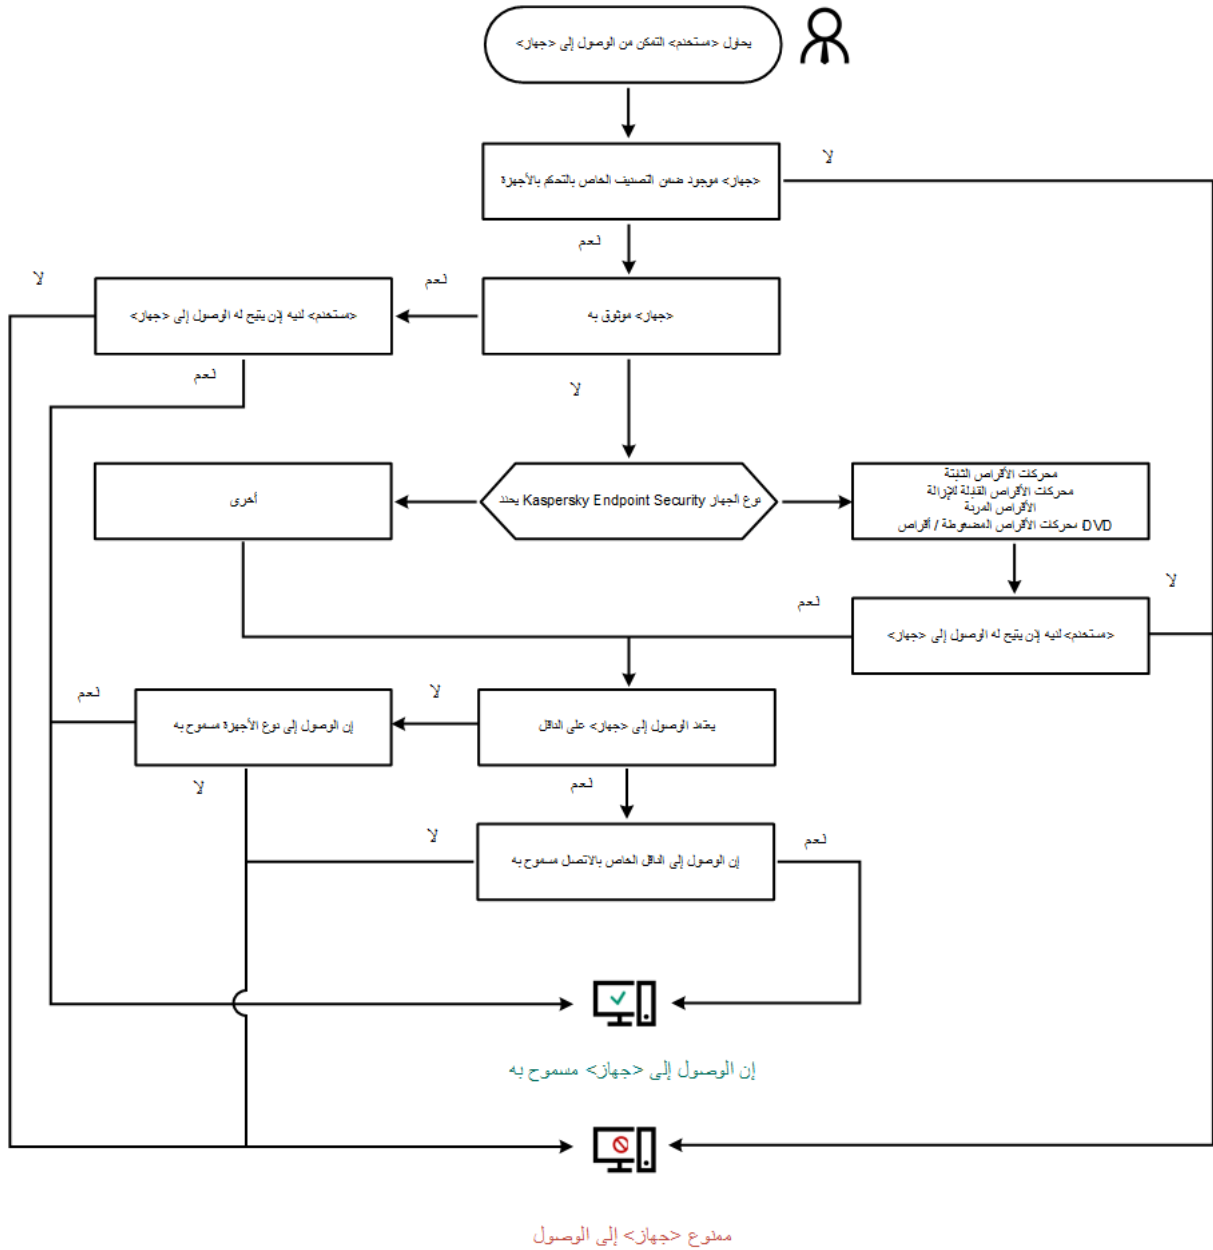 يحاول <مستخدم> التمكن من الوصول إلى <جهاز>
لا
<جهاز> موجود ضمن التصنيف الخاص بالتحكم بالأجهزة
نعم
لا
<مستخدم> لديه إذن يتيح له الوصول إلى <جهاز>
نعم
<جهاز> موثوق به
نعم
لا
أخرى
يحدد Kaspersky Endpoint Security نوع الجهاز
محركات الأقراص الثابتة
محركات الأقراص القابلة للإزالة
الأقراص المرنة
محركات الأقراص المضغوطة / أقراص DVD
لا
نعم
<مستخدم> لديه إذن يتيح له الوصول إلى <جهاز>
نعم
إن الوصول إلى نوع الأجهزة مسموح به
لا
يعتمد الوصول إلى <جهاز> على الناقل
لا
نعم
لا
إن الوصول إلى الناقل الخاص بالاتصال مسموح به
نعم
إن الوصول إلى <جهاز> مسموح به
ممنوع <جهاز> إلى الوصول